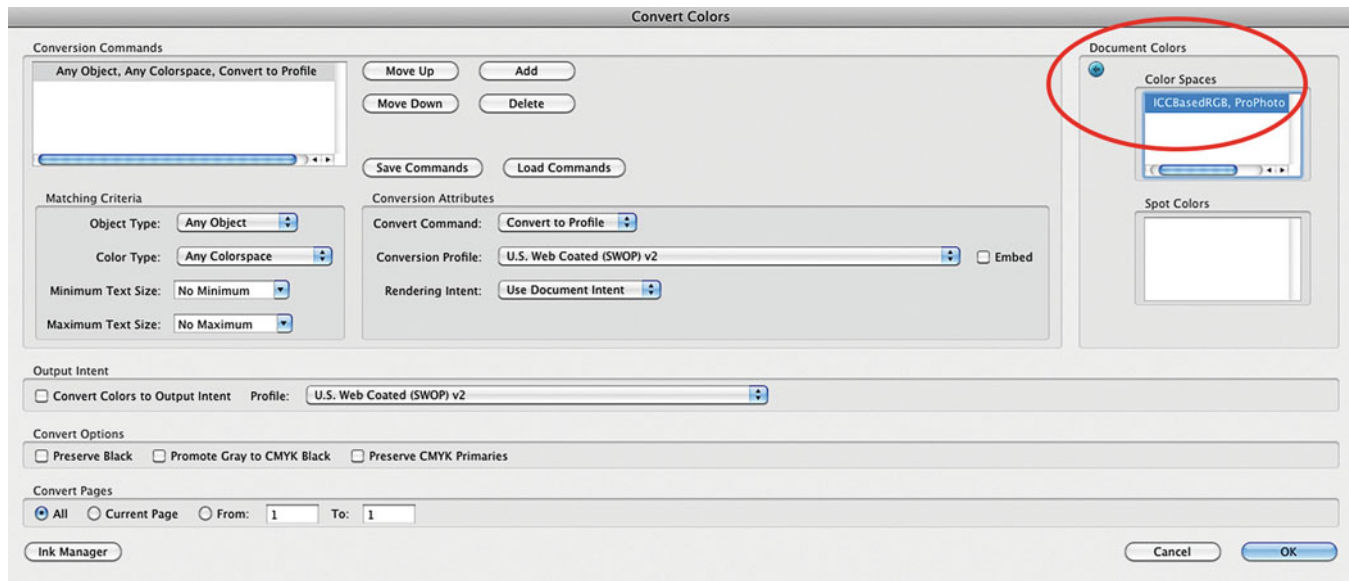 Convert Colors
Conversion Commands
Any Object, Any Colorspace, Convert to Profile
Move Up
Add
Move Down
Delete
Save Commands
Load Commands
Document Colors
Color Spaces
ICCBasedRGB, ProPhoto
Spot Colors
Matching Criteria
Object Type: Any Object
Color Type: Any Colorspace
Minimum Text Size: No Minimum
Maximum Text Size: No Maximum
Conversion Attributes
Convert Command: Convert to Profile
Conversion Profile: U.S. Web Coated (SWOP) v2 Embed
Rendering Intent: Use Document Intent
Output Intent
Convert Colors to Output Intent Profile: U.S. Web Coated (SWOP) v2
Convert Options
Preserve Black Promote Gray to CMYK Black Preserve CMYK Primaries
Convert Pages
All Current Page From: 1 To: 1
Ink Manager
Cancel
OK